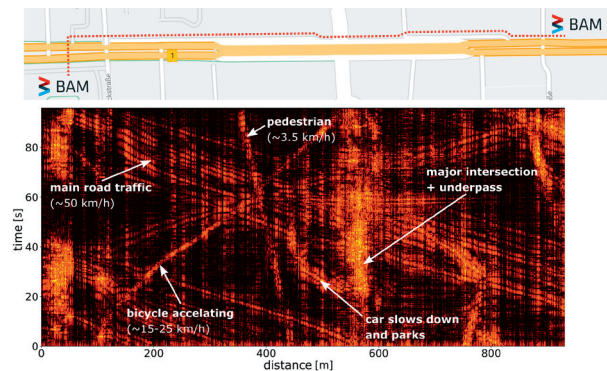 BAM
1
BAM
pedestrian
(~3.5 km/h)
main road traffic
(~50 km/h)
major intersection
+ underpass
bicycle accelating
(~15-25 km/h)
car slows down
and parks
time [s]
80
60
40
20
0
0
200
400
600
800
distance [m]